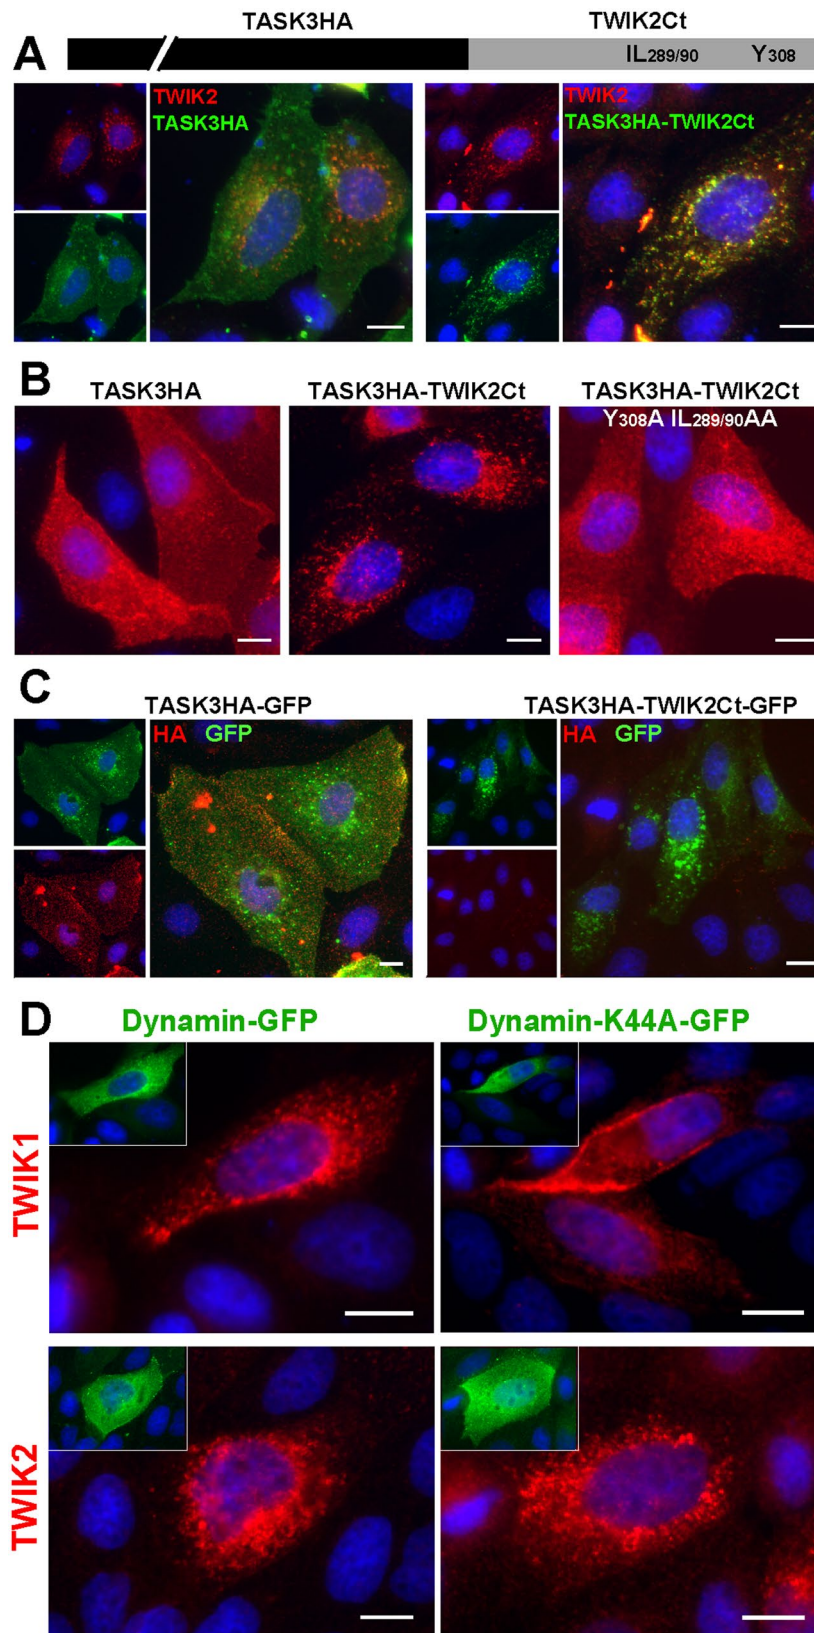 A
TASK3HA TWIK2Ct
IL289/90 Y308
TWIK2
TASK3HA
TWIK2
TASK3HA-TWIK2Ct
B
TASK3HA TASK3HA-TWIK2Ct TASK3HA-TWIK2Ct
Y308A IL289/90AA
C
TASK3HA-GFP TASK3HA-TWIK2Ct-GFP
HA GFP HA GFP
D
Dynamin-GFP Dynamin-K44A-GFP
TWIK1
TWIK2